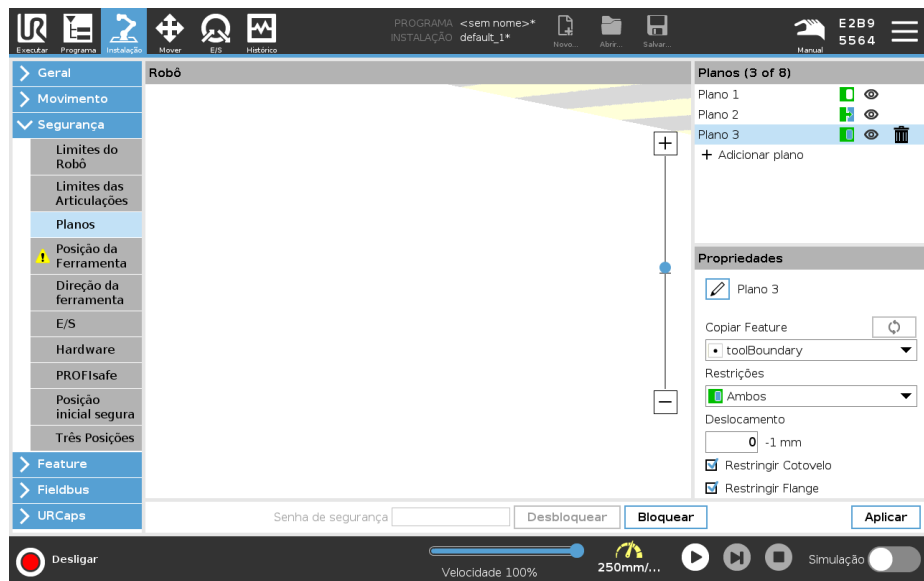 PROGRAMA <sem nome>*
INSTALAÇÃO default_1*
Executar
Programa
Instalação
Mover
E/S
Histórico
Novo...
Abrir...
Salvar...
Manual
E2B9
5564
Geral
Movimento
Segurança
Limites do
Robô
Limites das
Articulações
Planos
Posição da
Ferramenta
Direção da
ferramenta
E/S
Hardware
PROFIsafe
Posição
inicial segura
Três Posições
Feature
Fieldbus
URCaps
Robô
+
−
Planos (3 of 8)
Plano 1
Plano 2
Plano 3
+ Adicionar plano
Propriedades
Plano 3
Copiar Feature
toolBoundary
Restrições
Ambos
Deslocamento
0 -1 mm
Restringir Cotovelo
Restringir Flange
Senha de segurança
Desbloquear
Bloquear
Aplicar
Desligar
Velocidade 100%
250mm/...
Simulação